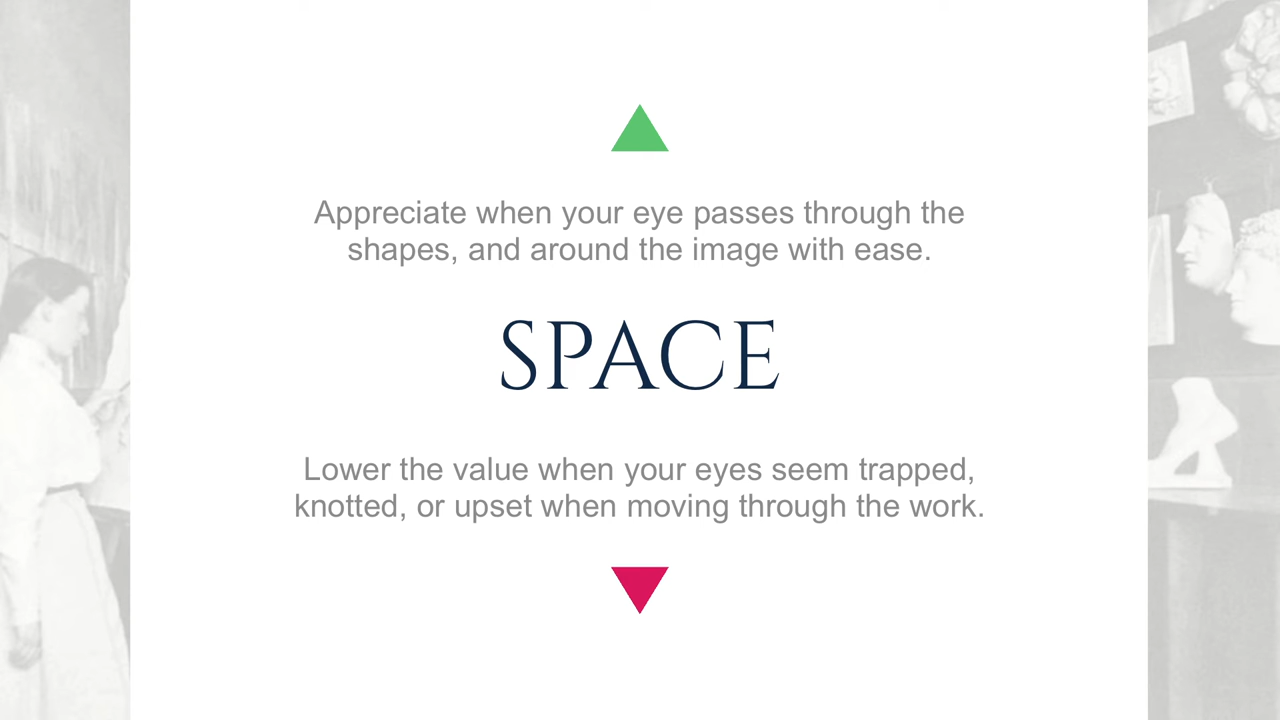 Appreciate when your eye passes through the
shapes, and around the image with ease.
SPACE
Lower the value when your eyes seem trapped,
knotted, or upset when moving through the work.